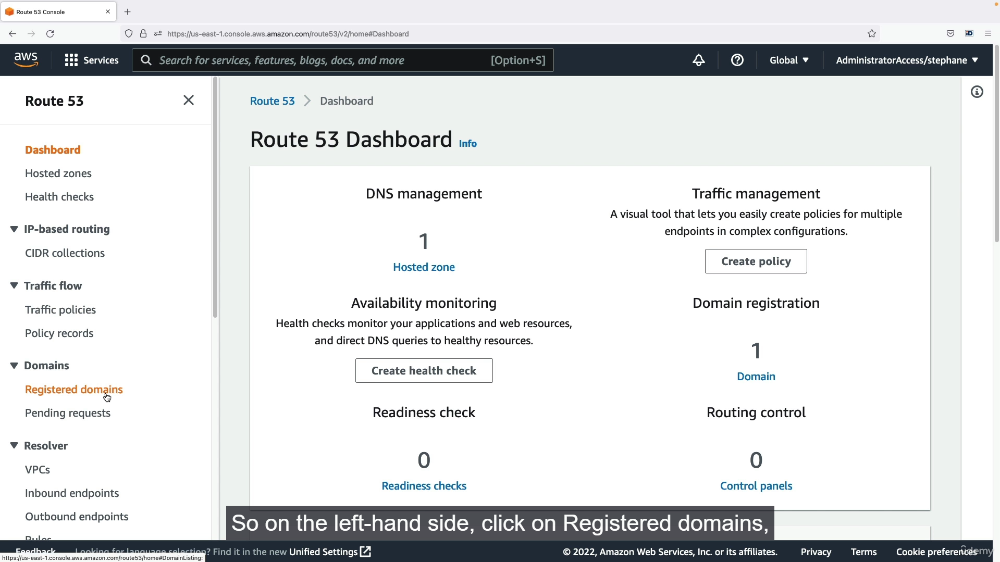 Route 53 Console
https://us-east-1.console.aws.amazon.com/route53/v2/home#Dashboard
aws
Services
Search for services, features, blogs, docs, and more
[Option+S]
Global
AdministratorAccess/stephane
Route 53
Dashboard
Hosted zones
Health checks
IP-based routing
CIDR collections
Traffic flow
Traffic policies
Policy records
Domains
Registered domains
Pending requests
Resolver
VPCs
Inbound endpoints
Outbound endpoints
Rules
Route 53 > Dashboard
Route 53 Dashboard Info
DNS management
1
Hosted zone
Traffic management
A visual tool that lets you easily create policies for multiple
endpoints in complex configurations.
Create policy
Availability monitoring
Health checks monitor your applications and web resources,
and direct DNS queries to healthy resources.
Create health check
Domain registration
1
Domain
Readiness check
0
Readiness checks
Routing control
0
Control panels
So on the left-hand side, click on Registered domains,
Feedback
Looking for language selection? Find it in the new Unified Settings
© 2022, Amazon Web Services, Inc. or its affiliates.
Privacy
Terms
Cookie preferences
ûdemy
https://us-east-1.console.aws.amazon.com/route53/home#DomainListing: